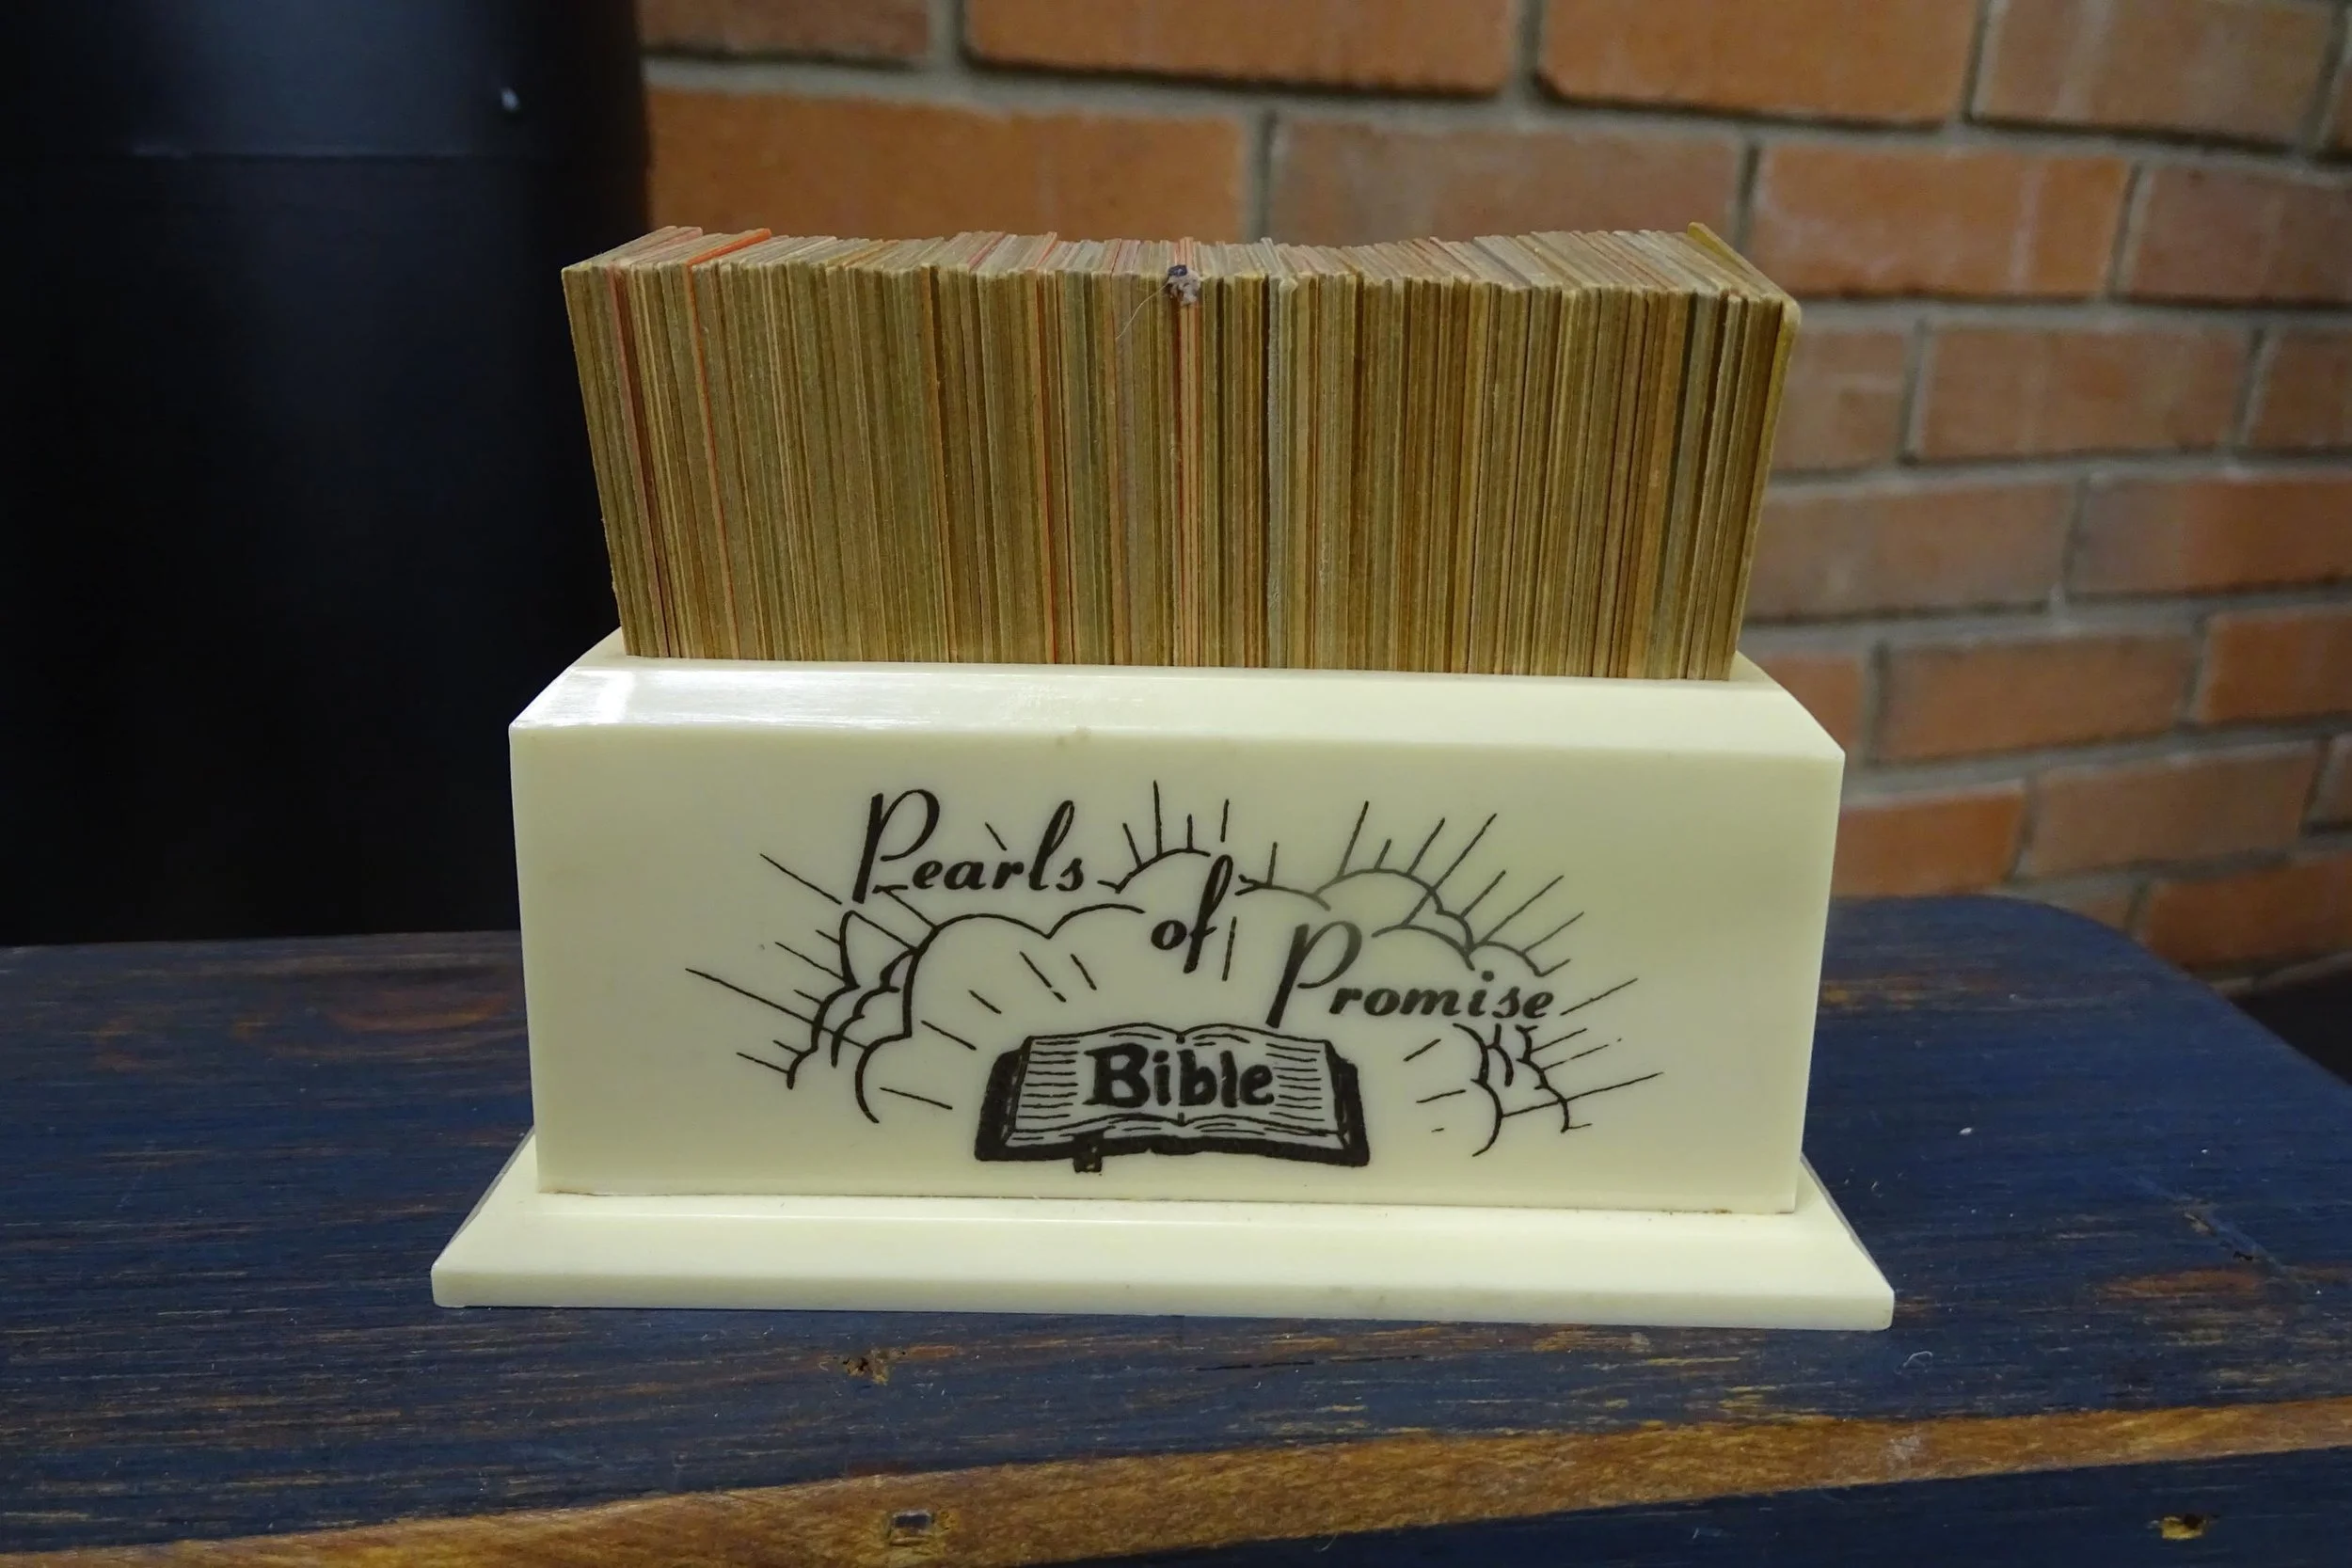 Pearls
of
Promise
Bible